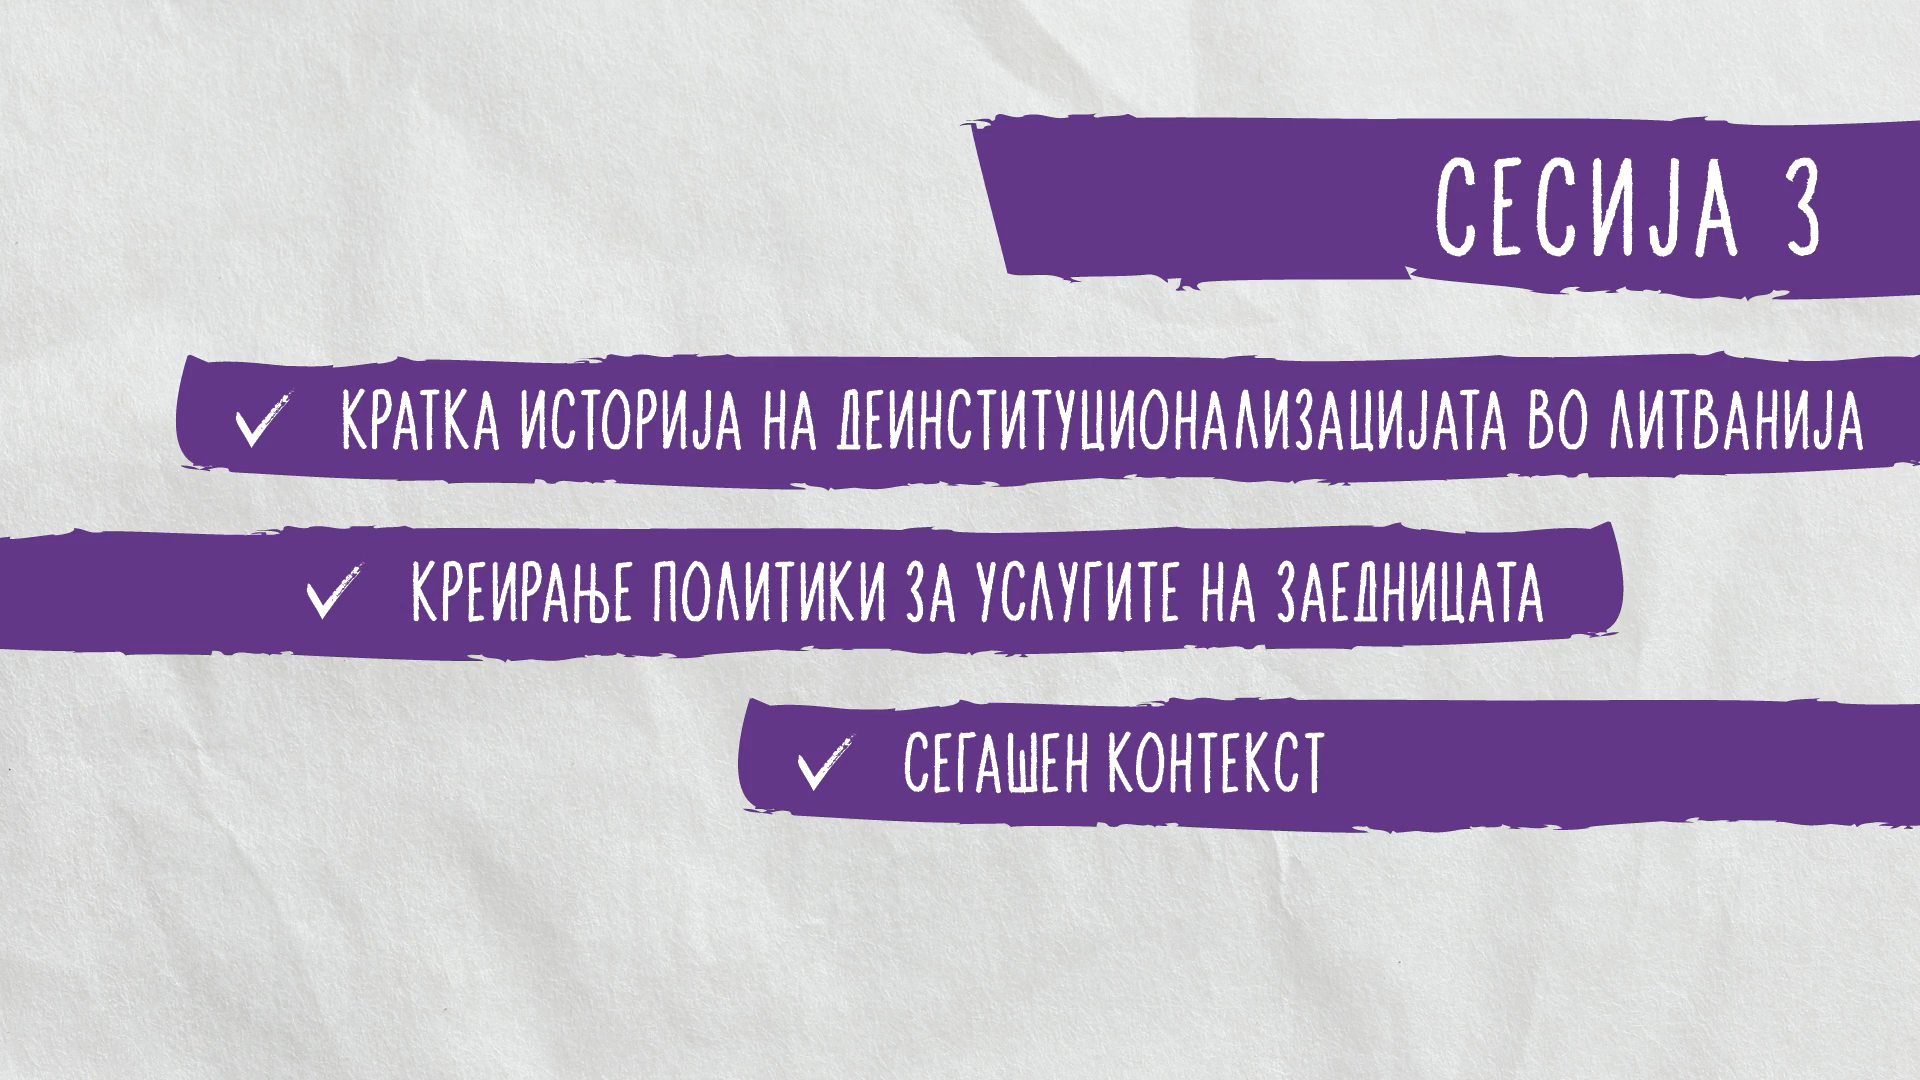 СЕСИЈА 3
КРАТКА ИСТОРИЈА НА ДЕИНСТИТУЦИОНАЛИЗАЦИЈАТА ВО ЛИТВАНИЈА
КРЕИРАЊЕ ПОЛИТИКИ ЗА УСЛУГИТЕ НА ЗАЕДНИЦАТА
СЕГАШЕН КОНТЕКСТ